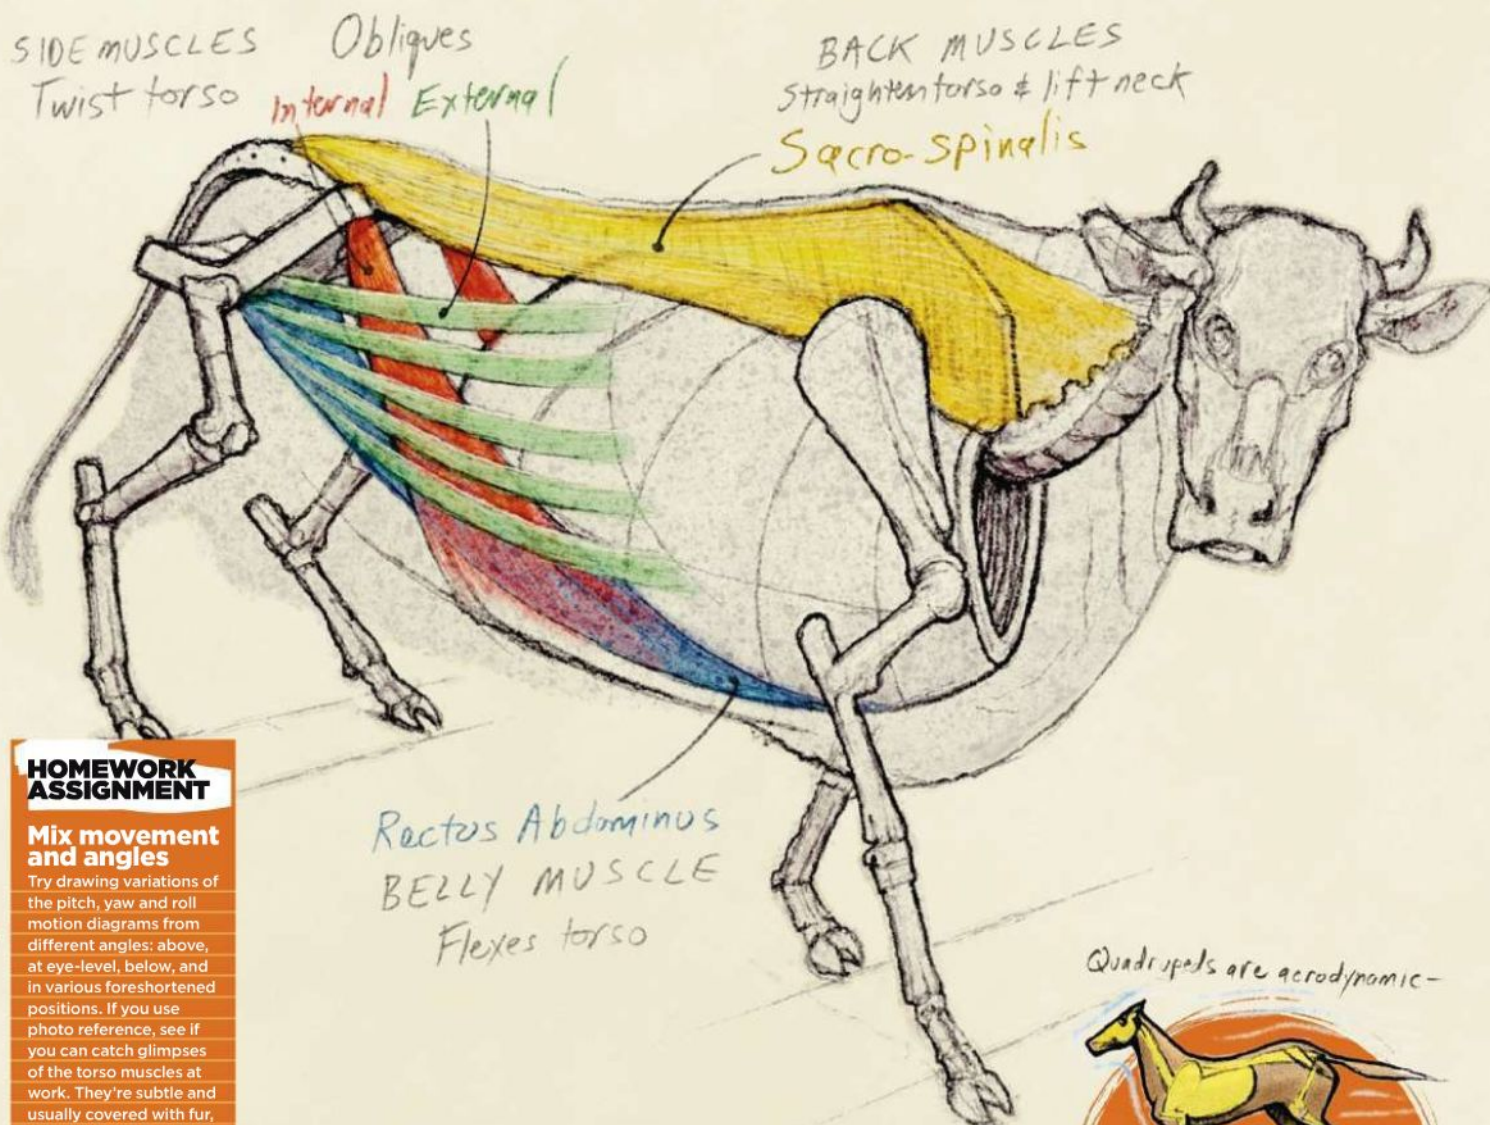 SIDE MUSCLES
Twist torso
Obliques
Internal External
BACK MUSCLES
Straighten torso & lift neck
Sacro-spinalis
Rectus Abdominus
BELLY MUSCLE
Flexes torso
HOMEWORK
ASSIGNMENT
Mix movement
and angles
Try drawing variations of
the pitch, yaw and roll
motion diagrams from
different angles: above,
at eye-level, below, and
in various foreshortened
positions. If you use
photo reference, see if
you can catch glimpses
of the torso muscles at
work. They're subtle and
usually covered with fur,
Quadrupeds are aerodynamic-